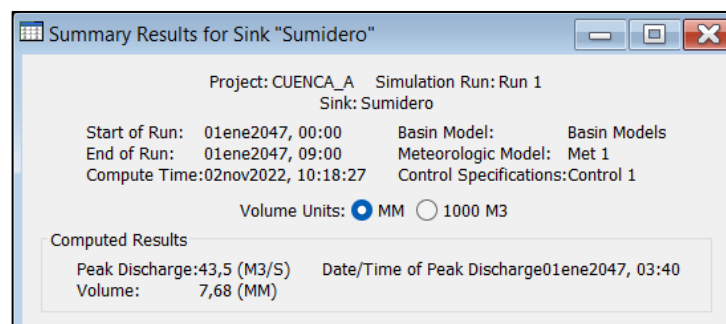 Summary Results for Sink "Sumidero"
Project: CUENCA_A Simulation Run: Run 1
Sink: Sumidero
Start of Run: 01ene2047, 00:00 Basin Model: Basin Models
End of Run: 01ene2047, 09:00 Meteorologic Model: Met 1
Compute Time:02nov2022, 10:18:27 Control Specifications:Control 1
Volume Units: MM 1000 M3
Computed Results
Peak Discharge:43,5 (M3/S) Date/Time of Peak Discharge01ene2047, 03:40
Volume: 7,68 (MM)